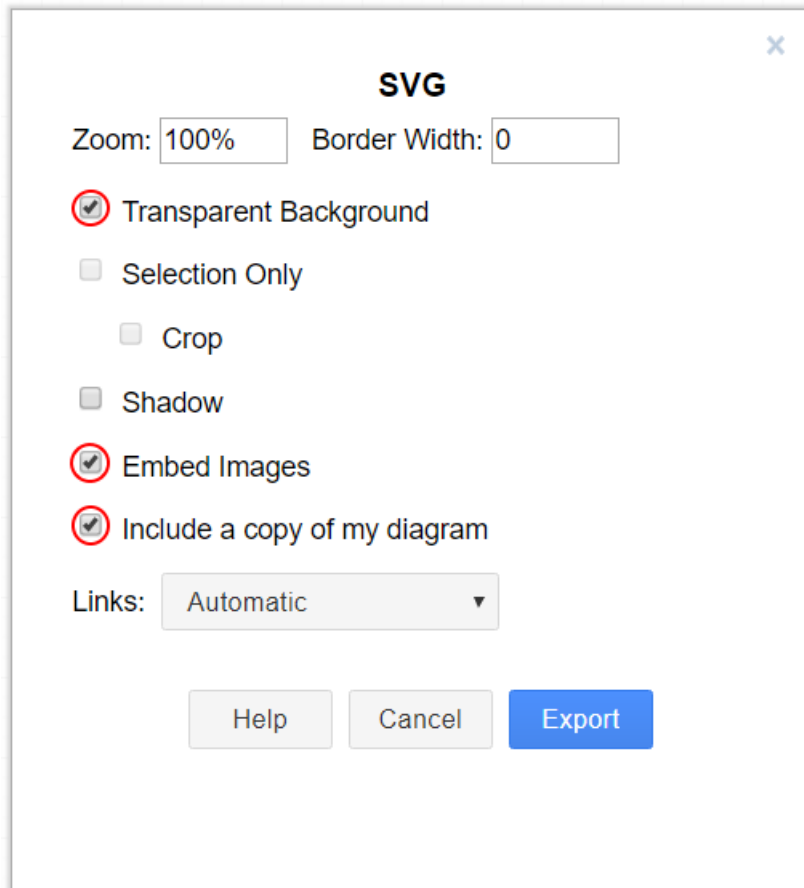 SVG
Zoom: 100% Border Width: 0
Transparent Background
Selection Only
Crop
Shadow
Embed Images
Include a copy of my diagram
Links: Automatic
Help Cancel Export